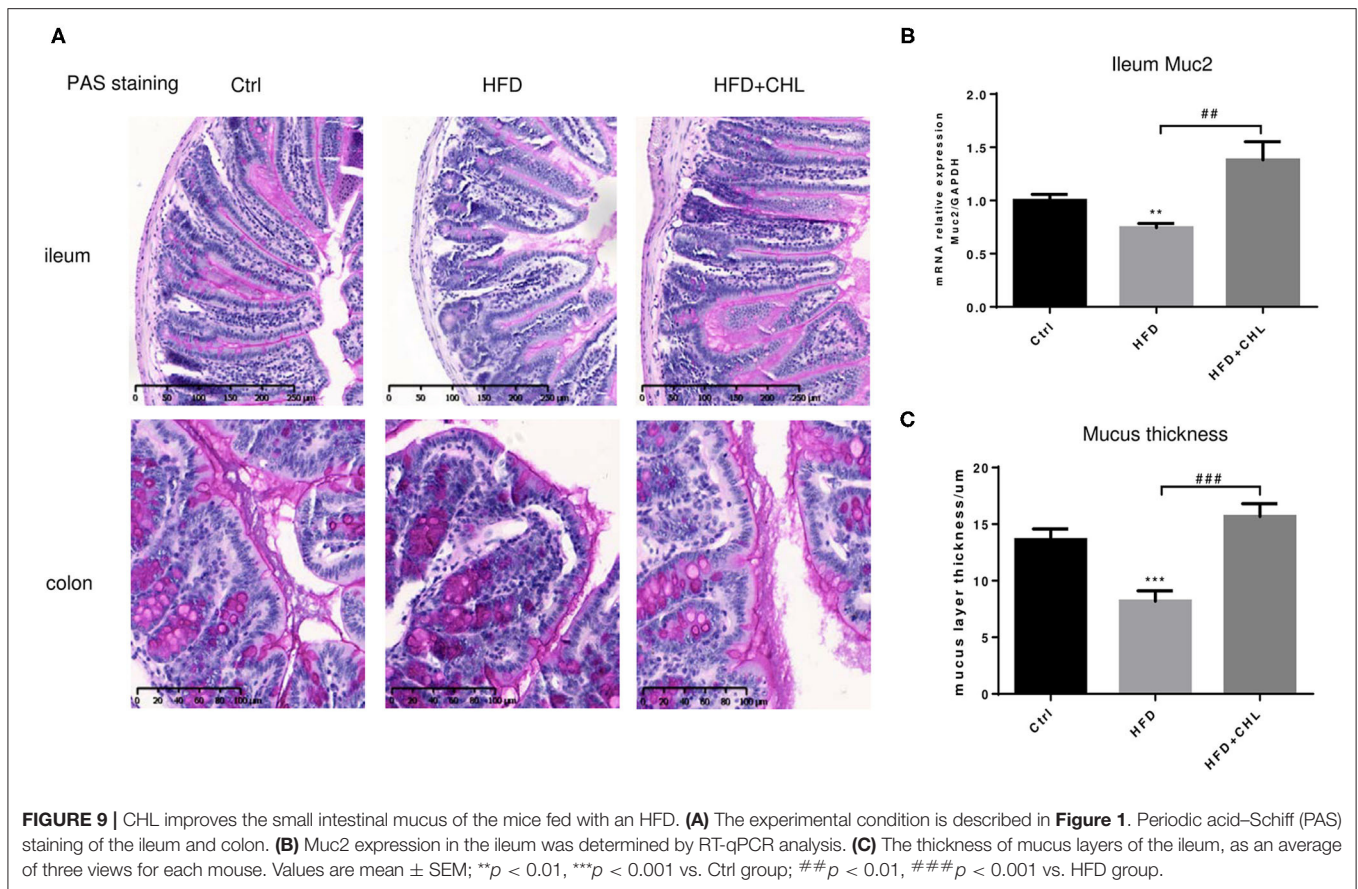 A
PAS staining Ctrl HFD HFD+CHL
ileum
0 50 100 150 200 250 µm
0 50 100 150 200 250 µm
0 50 100 150 200 250 µm
colon
0 20 40 60 80 100 µm
0 20 40 60 80 100 µm
0 20 40 60 80 100 µm
B
Ileum Muc2
mRNA relative expression
Muc2/GAPDH
2.0
1.5
1.0
0.5
0.0
##
**
Ctrl
HFD
HFD+CHL
C
Mucus thickness
mucus layer thickness/um
20
15
10
5
0
###
***
Ctrl
HFD
HFD+CHL
FIGURE 9 | CHL improves the small intestinal mucus of the mice fed with an HFD. (A) The experimental condition is described in Figure 1. Periodic acid–Schiff (PAS)
staining of the ileum and colon. (B) Muc2 expression in the ileum was determined by RT-qPCR analysis. (C) The thickness of mucus layers of the ileum, as an average
of three views for each mouse. Values are mean ± SEM; **p < 0.01, ***p < 0.001 vs. Ctrl group; ##p < 0.01, ###p < 0.001 vs. HFD group.